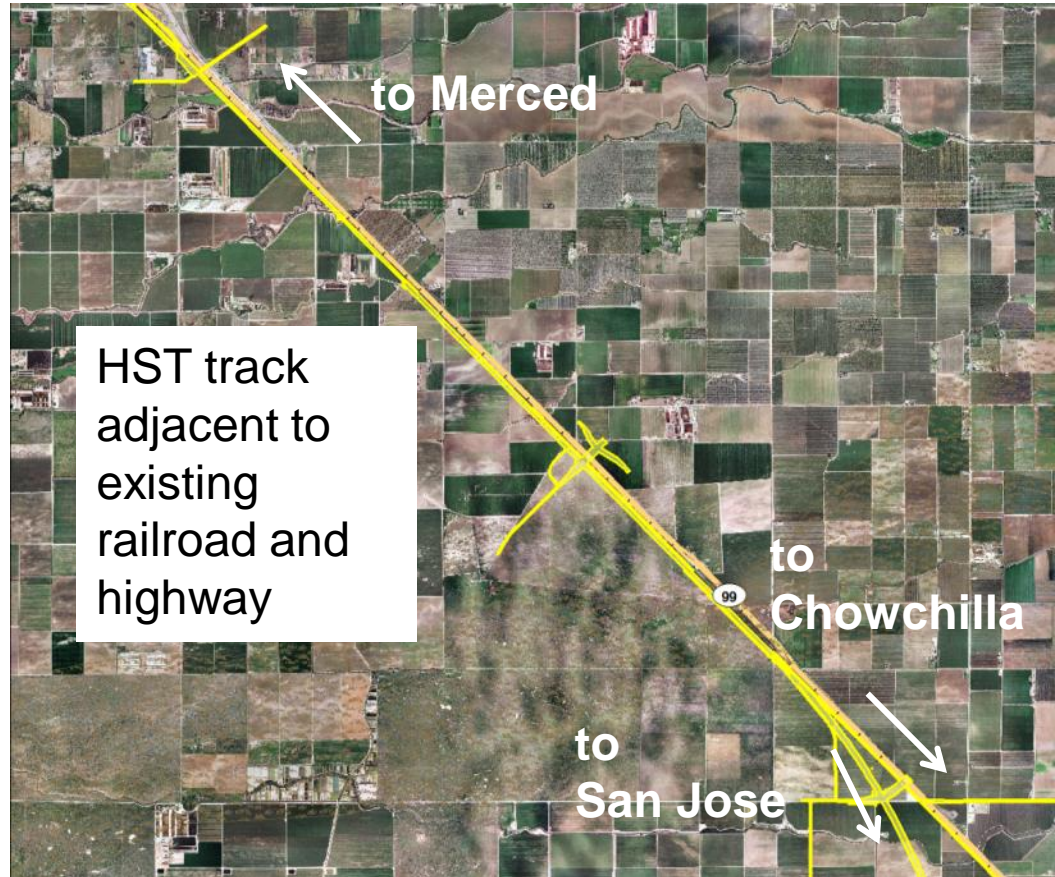 to Merced
HST track
adjacent to
existing
railroad and
highway
99
to
Chowchilla
to
San Jose